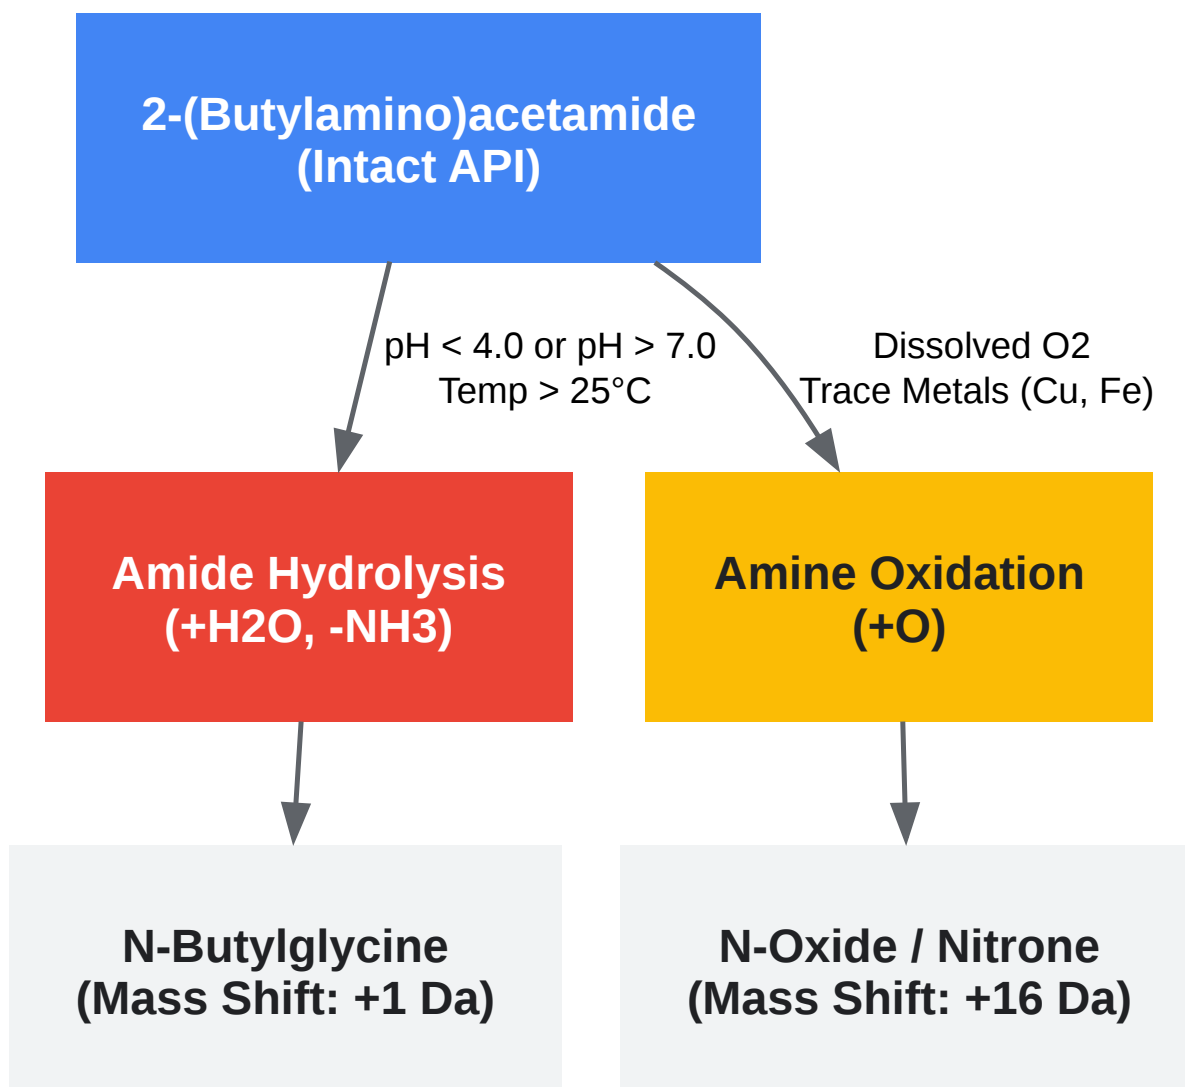 2-(Butylamino)acetamide
(Intact API)
pH < 4.0 or pH > 7.0
Temp > 25°C
Dissolved O2
Trace Metals (Cu, Fe)
Amide Hydrolysis
(+H2O, -NH3)
Amine Oxidation
(+O)
N-Butylglycine
(Mass Shift: +1 Da)
N-Oxide / Nitrone
(Mass Shift: +16 Da)